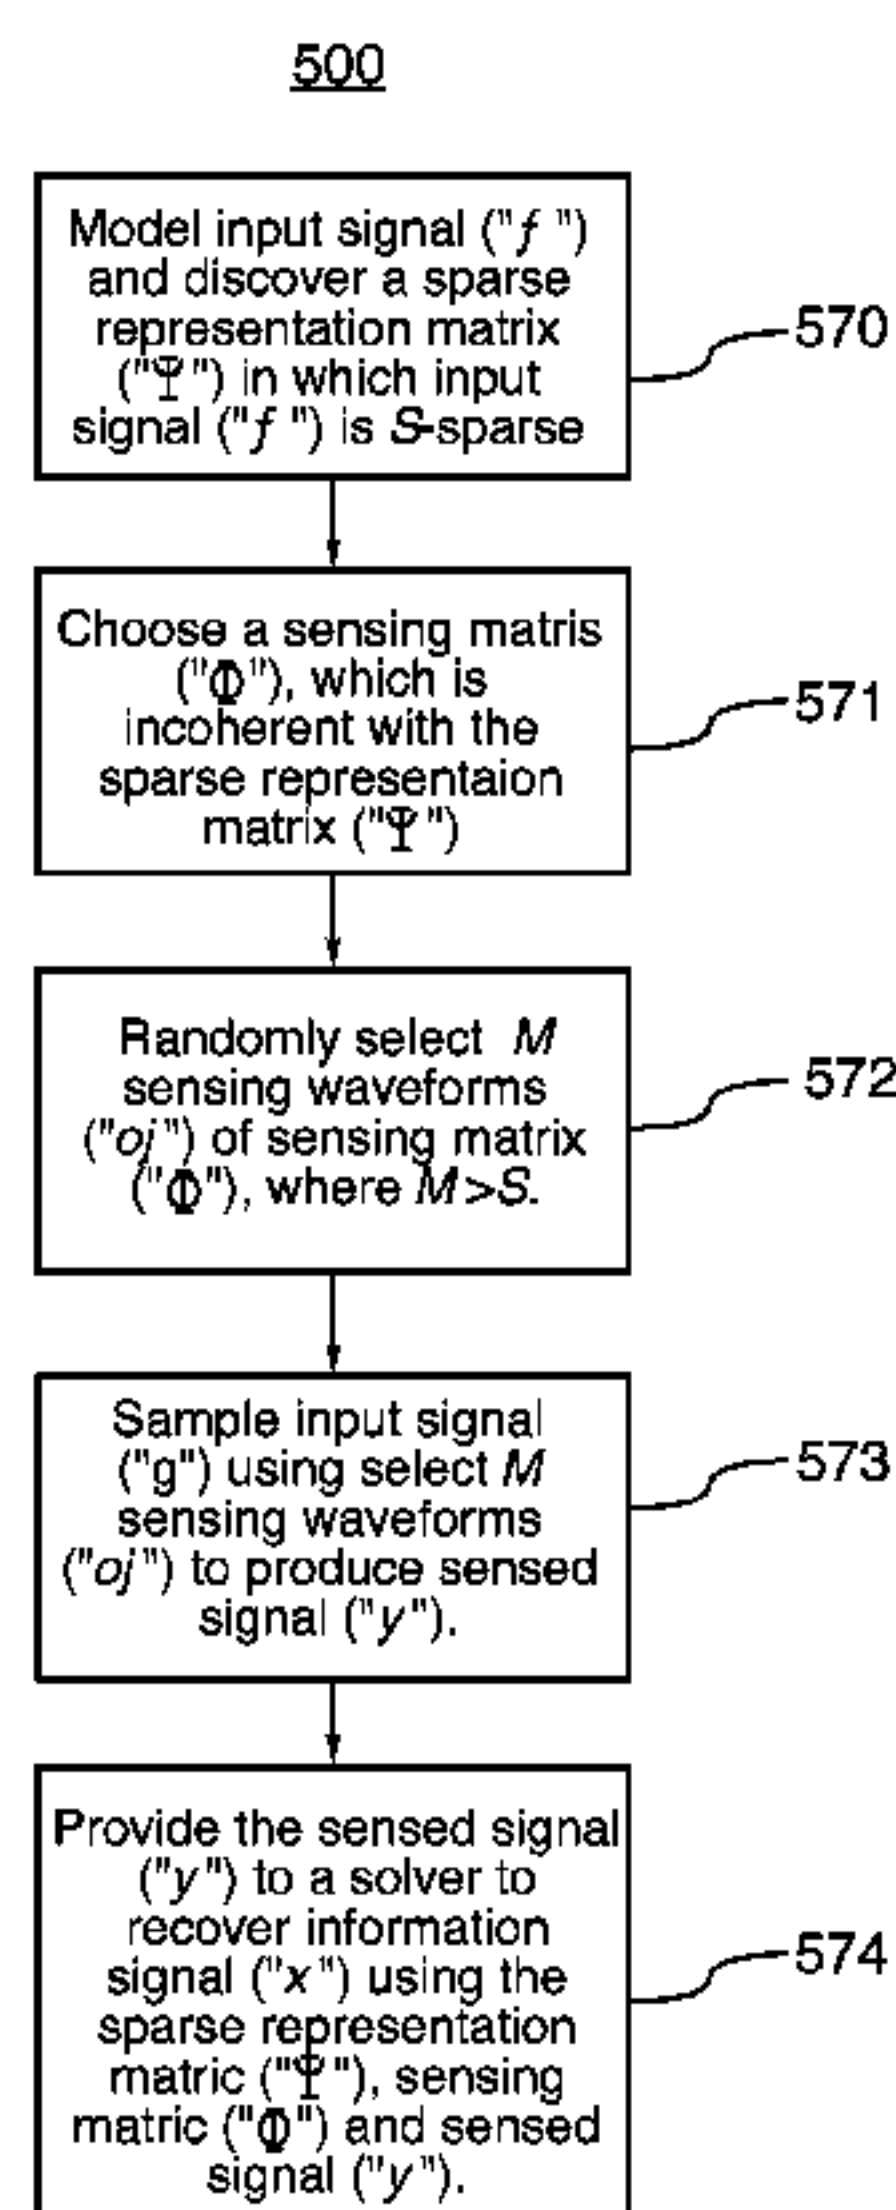 500
Model input signal ("f ")
and discover a sparse
representation matrix
("Ψ") in which input
signal ("f ") is S-sparse
570
Choose a sensing matris
("Φ"), which is
incoherent with the
sparse representaion
matrix ("Ψ")
571
Randomly select M
sensing waveforms
("oj") of sensing matrix
("Φ"), where M>S.
572
Sample input signal
("g") using select M
sensing waveforms
("oj") to produce sensed
signal ("y").
573
Provide the sensed signal
("y") to a solver to
recover information
signal ("x") using the
sparse representation
matric ("Ψ"), sensing
matric ("Φ") and sensed
signal ("y").
574